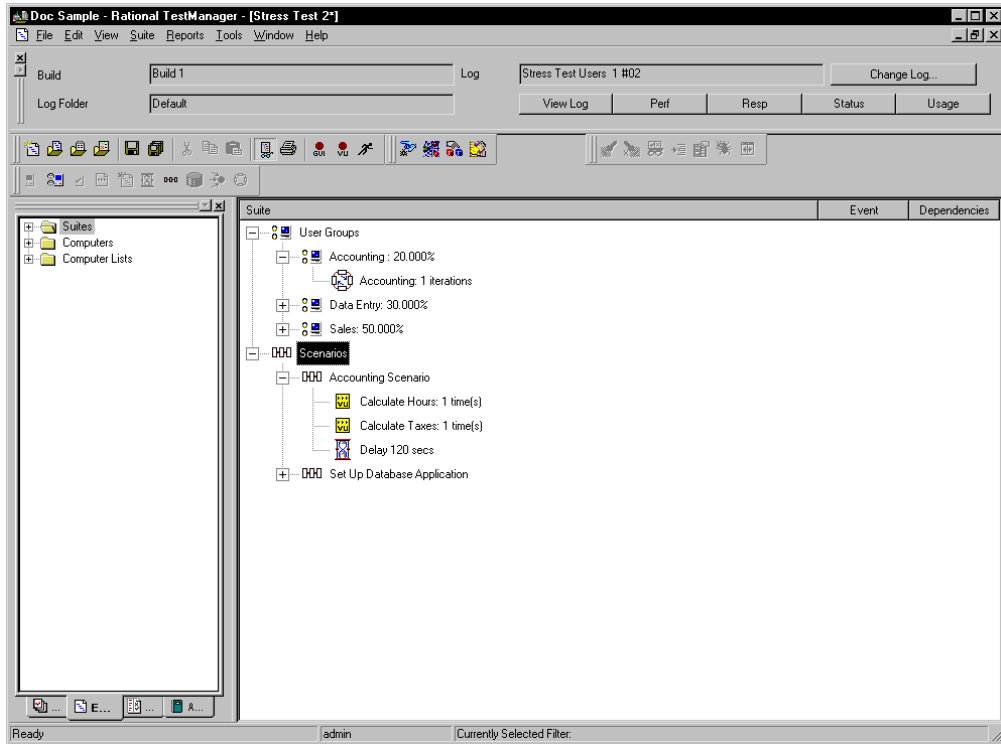 Doc Sample - Rational TestManager - [Stress Test 2*]
File Edit View Suite Reports Tools Window Help
Build Build 1 Log Stress Test Users 1 #02 Change Log...
Log Folder Default View Log Perf Resp Status Usage
GUI VU
Suite Event Dependencies
Suites
Computers
Computer Lists
User Groups
Accounting : 20.000%
Accounting: 1 iterations
Data Entry: 30.000%
Sales: 50.000%
Scenarios
Accounting Scenario
VU Calculate Hours: 1 time(s)
VU Calculate Taxes: 1 time(s)
Delay 120 secs
Set Up Database Application
... E... ... A...
Ready admin Currently Selected Filter: